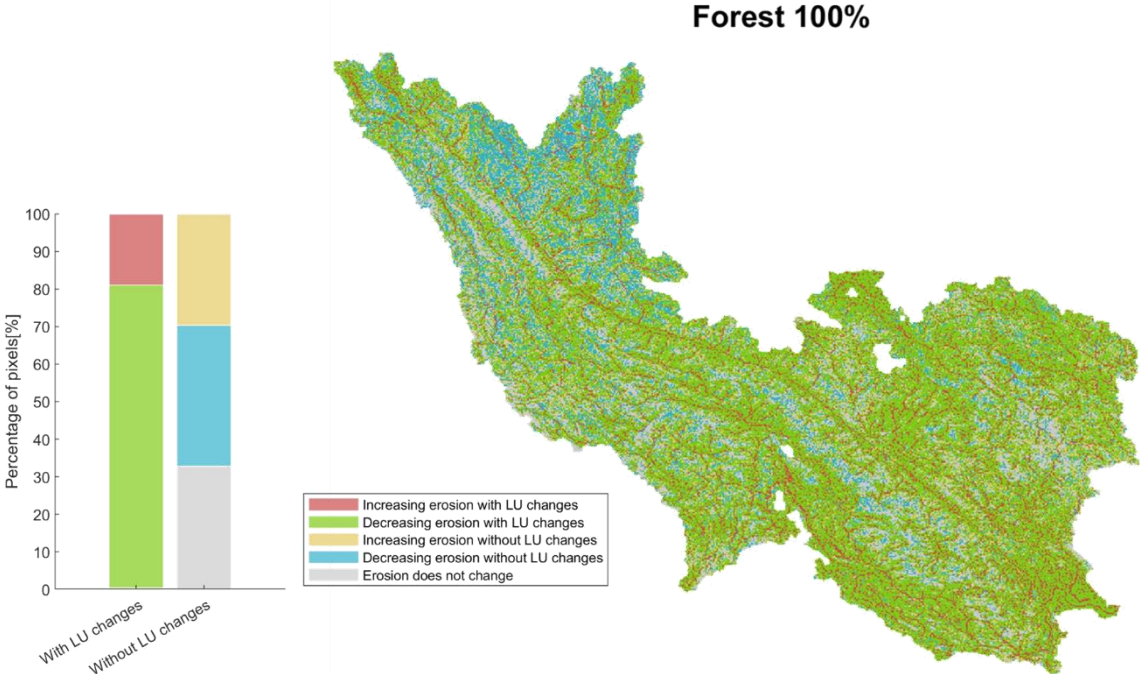 Forest 100%
Percentage of pixels[%]
100
90
80
70
60
50
40
30
20
10
0
With LU changes
Without LU changes
Increasing erosion with LU changes
Decreasing erosion with LU changes
Increasing erosion without LU changes
Decreasing erosion without LU changes
Erosion does not change